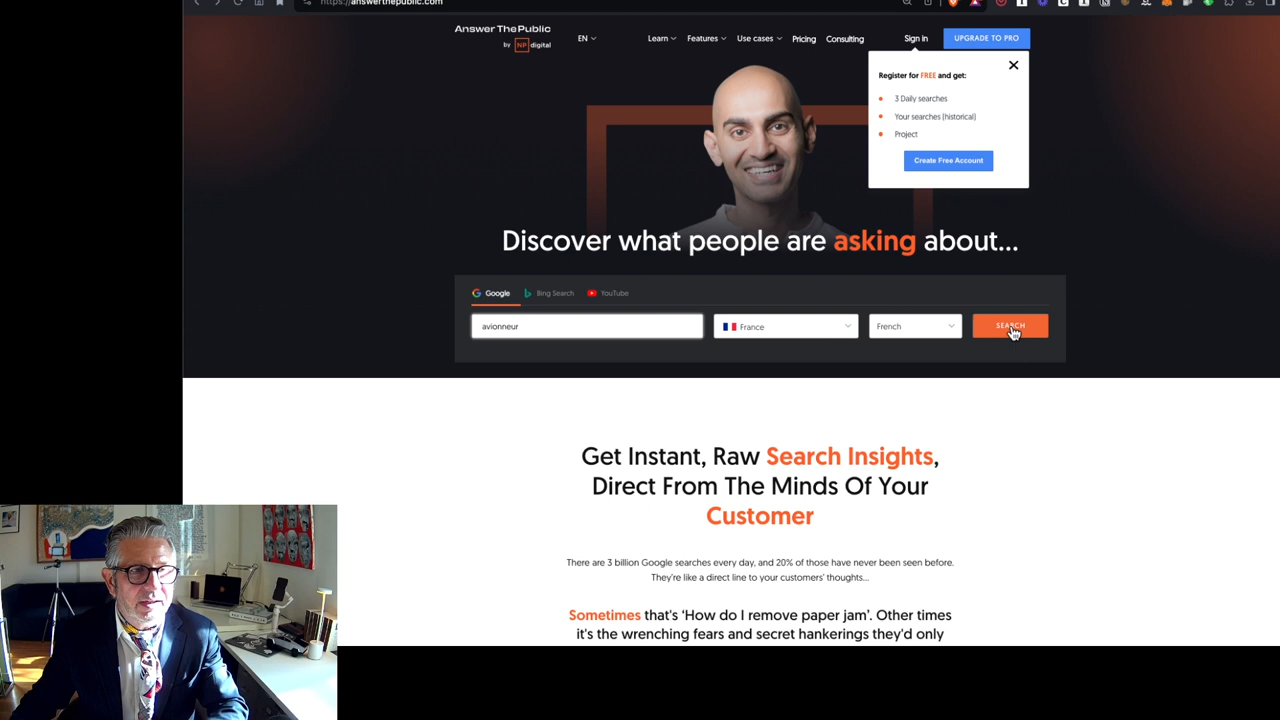 https://answerthepublic.com
AnswerThePublic
by NP digital
EN
Learn
Features
Use cases
Pricing
Consulting
Sign in
UPGRADE TO PRO
Register for FREE and get:
3 Daily searches
Your searches (historical)
Project
Create Free Account
Discover what people are asking about...
Google
Bing Search
YouTube
avionneur
France
French
SEARCH
Get Instant, Raw Search Insights,
Direct From The Minds Of Your
Customer
There are 3 billion Google searches every day, and 20% of those have never been seen before.
They're like a direct line to your customers' thoughts...
Sometimes that's 'How do I remove paper jam'. Other times
it's the wrenching fears and secret hankerings they'd only